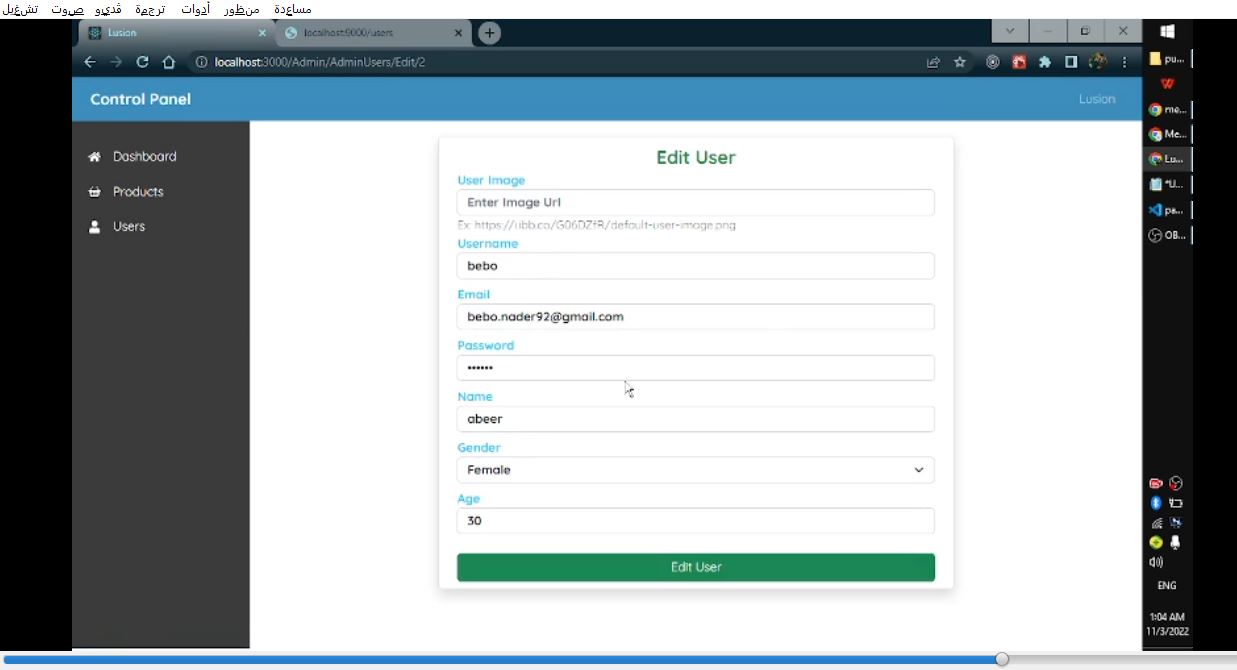 تشغيل صوت ڤديو ترجمة أدوات منظور مساعدة
Lusion
localhost:9000/users
localhost:3000/Admin/AdminUsers/Edit/2
Control Panel
Lusion
Dashboard
Products
Users
Edit User
User Image
Enter Image Url
Ex: https://ibb.co/G06DZfR/default-user-image.png
Username
bebo
Email
bebo.nader92@gmail.com
Password
••••••
Name
abeer
Gender
Female
Age
30
Edit User
pu...
me...
Me...
Lu...
*U...
pa...
OB...
ENG
1:04 AM
11/3/2022